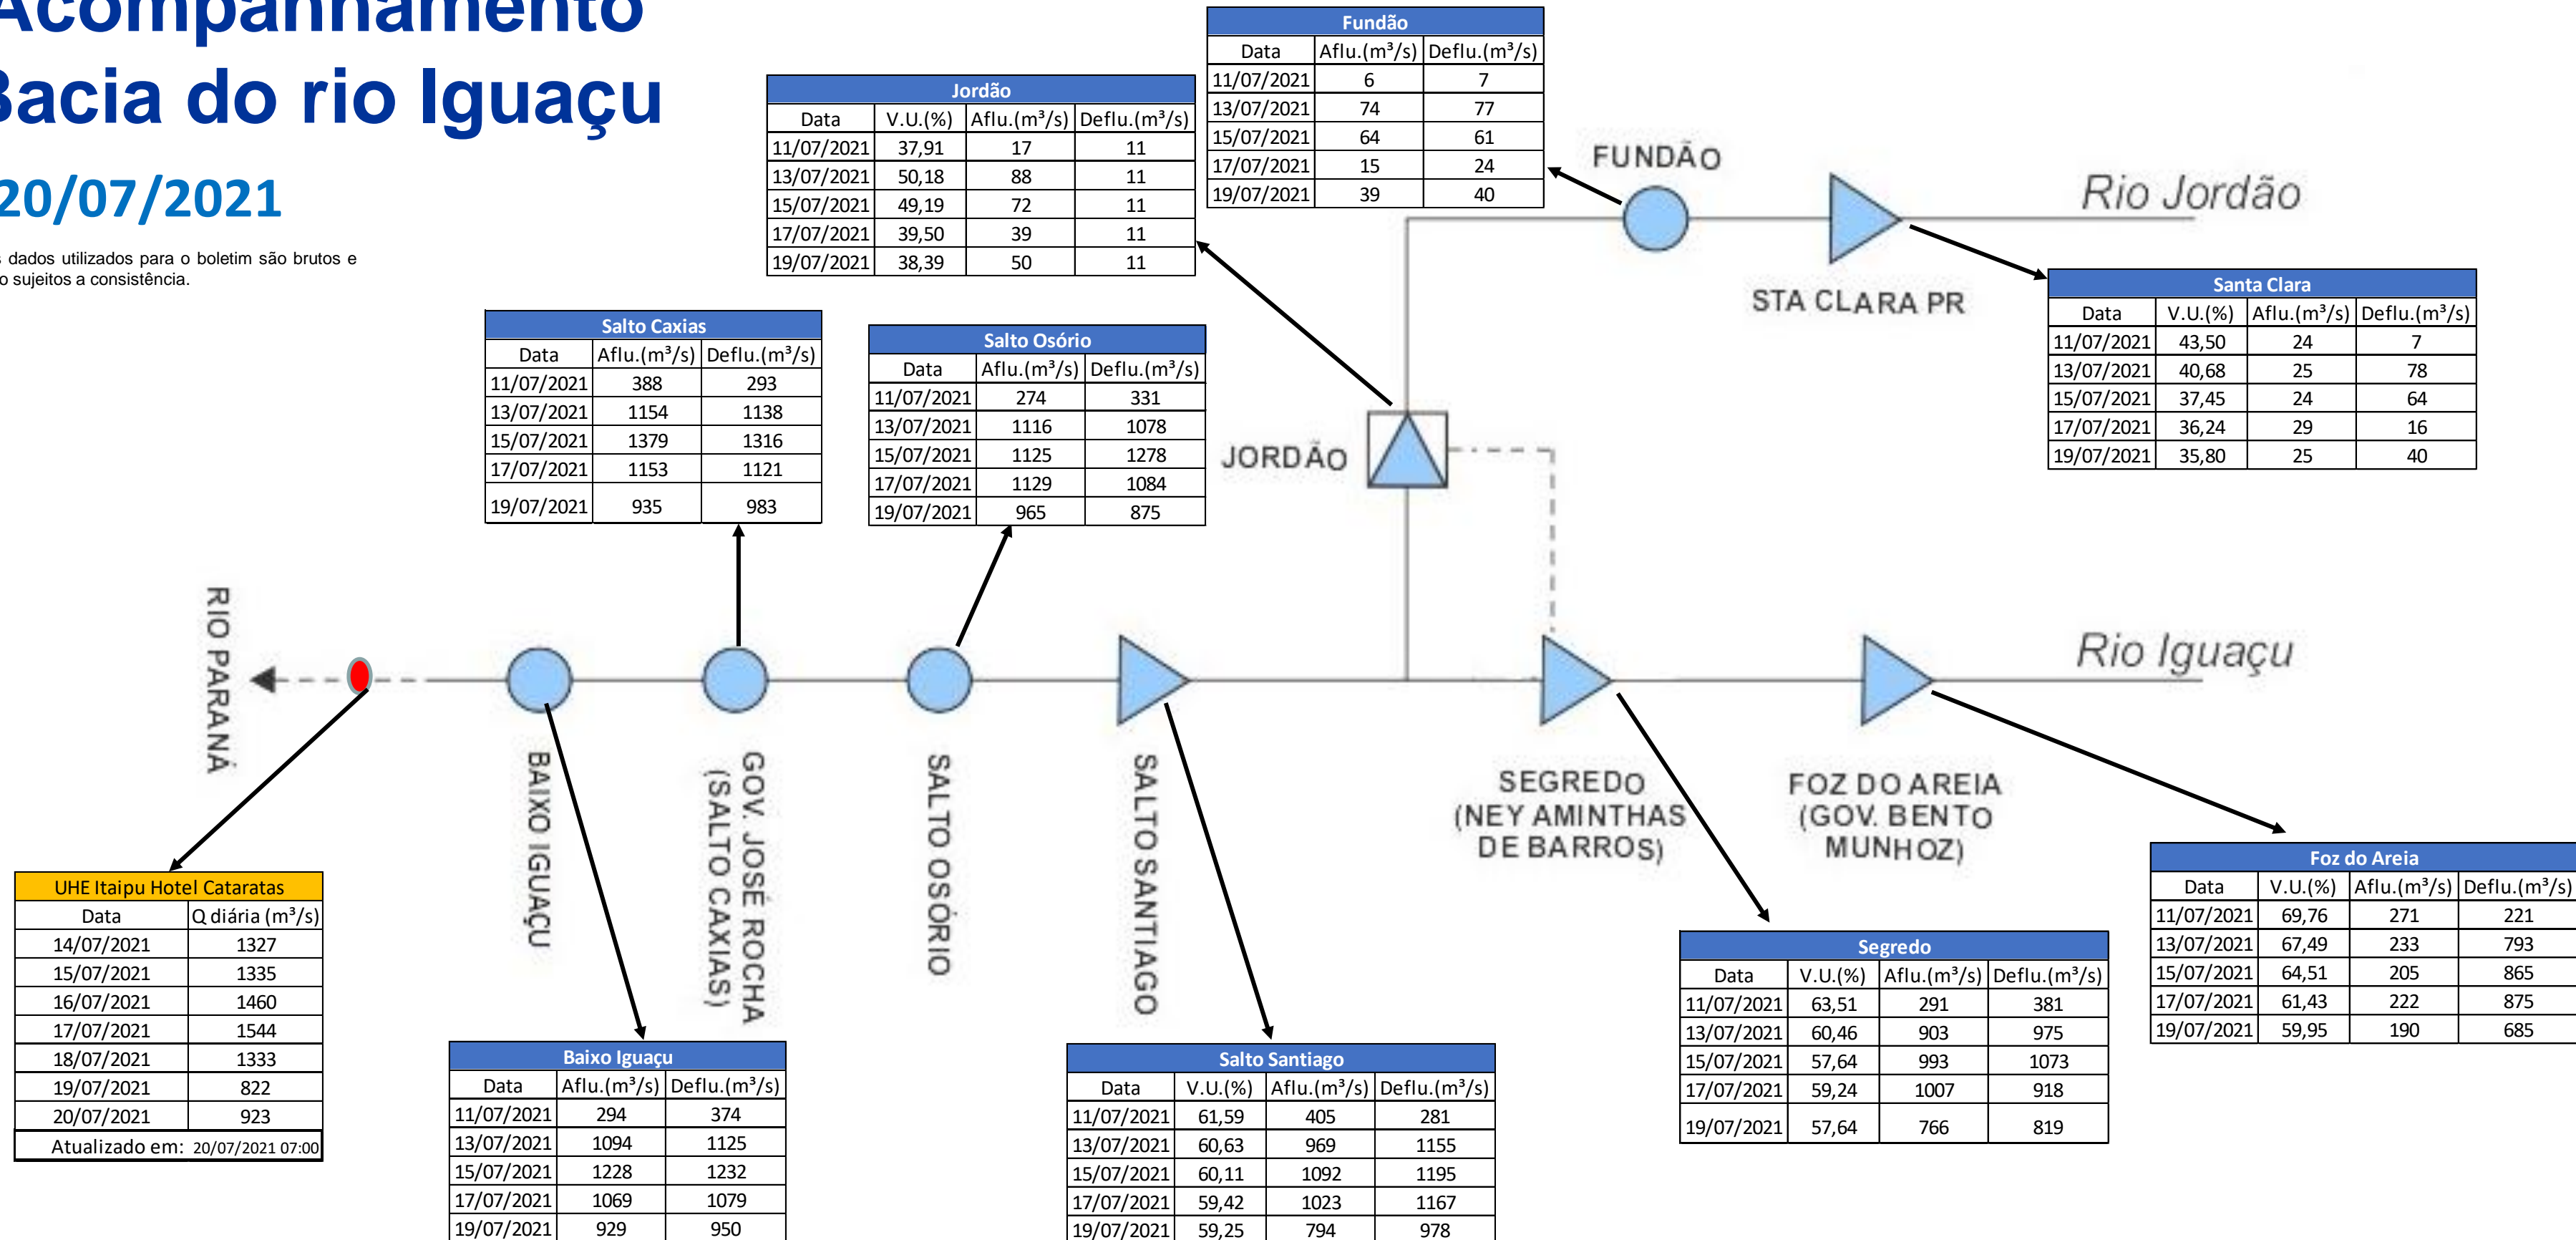 Acompanhamento
Bacia do rio Iguaçu
20/07/2021
dados utilizados para o boletim são brutos e
sujeitos a consistência.
Fundão
Data Aflu.(m³/s) Deflu.(m³/s)
11/07/2021 6 7
13/07/2021 74 77
15/07/2021 64 61
17/07/2021 15 24
19/07/2021 39 40
Jordão
Data V.U.(%) Aflu.(m³/s) Deflu.(m³/s)
11/07/2021 37,91 17 11
13/07/2021 50,18 88 11
15/07/2021 49,19 72 11
17/07/2021 39,50 39 11
19/07/2021 38,39 50 11
FUNDÃO
STA CLARA PR
Rio Jordão
Santa Clara
Data V.U.(%) Aflu.(m³/s) Deflu.(m³/s)
11/07/2021 43,50 24 7
13/07/2021 40,68 25 78
15/07/2021 37,45 24 64
17/07/2021 36,24 29 16
19/07/2021 35,80 25 40
Salto Caxias
Data Aflu.(m³/s) Deflu.(m³/s)
11/07/2021 388 293
13/07/2021 1154 1138
15/07/2021 1379 1316
17/07/2021 1153 1121
19/07/2021 935 983
Salto Osório
Data Aflu.(m³/s) Deflu.(m³/s)
11/07/2021 274 331
13/07/2021 1116 1078
15/07/2021 1125 1278
17/07/2021 1129 1084
19/07/2021 965 875
JORDÃO
RIO PARANÁ
BAIXO IGUAÇU
GOV. JOSÉ ROCHA
(SALTO CAXIAS)
SALTO OSÓRIO
SALTO SANTIAGO
SEGREDO
(NEY AMINTHAS
DE BARROS)
FOZ DO AREIA
(GOV. BENTO
MUNHOZ)
Rio Iguaçu
UHE Itaipu Hotel Cataratas
Data Q diária (m³/s)
14/07/2021 1327
15/07/2021 1335
16/07/2021 1460
17/07/2021 1544
18/07/2021 1333
19/07/2021 822
20/07/2021 923
Atualizado em: 20/07/2021 07:00
Baixo Iguaçu
Data Aflu.(m³/s) Deflu.(m³/s)
11/07/2021 294 374
13/07/2021 1094 1125
15/07/2021 1228 1232
17/07/2021 1069 1079
19/07/2021 929 950
Salto Santiago
Data V.U.(%) Aflu.(m³/s) Deflu.(m³/s)
11/07/2021 61,59 405 281
13/07/2021 60,63 969 1155
15/07/2021 60,11 1092 1195
17/07/2021 59,42 1023 1167
19/07/2021 59,25 794 978
Segredo
Data V.U.(%) Aflu.(m³/s) Deflu.(m³/s)
11/07/2021 63,51 291 381
13/07/2021 60,46 903 975
15/07/2021 57,64 993 1073
17/07/2021 59,24 1007 918
19/07/2021 57,64 766 819
Foz do Areia
Data V.U.(%) Aflu.(m³/s) Deflu.(m³/s)
11/07/2021 69,76 271 221
13/07/2021 67,49 233 793
15/07/2021 64,51 205 865
17/07/2021 61,43 222 875
19/07/2021 59,95 190 685